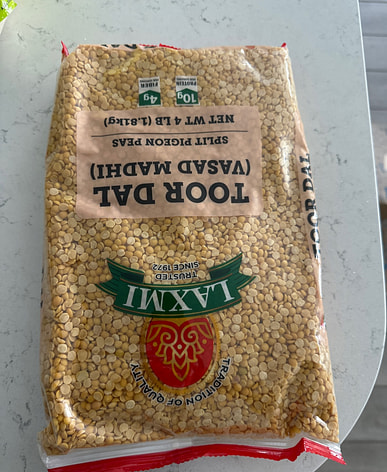 TRADITION OF QUALITY
LAXMI
TRUSTED
SINCE 1972
TOOR DAL
(VASAD MADHI)
SPLIT PIGEON PEAS
NET WT 4 LB (1.81kg)
10g
PROTEIN
4g
FIBER
TOOR DAL